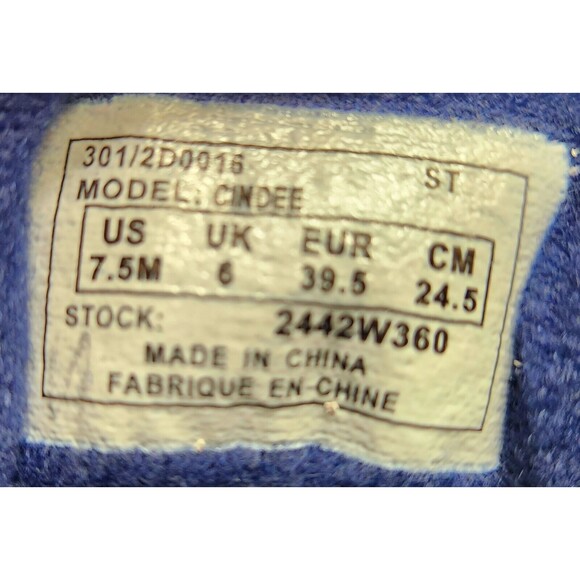 301/2D0016 ST
MODEL: CINDEE
US UK EUR CM
7.5M 6 39.5 24.5
STOCK: 2442W360
MADE IN CHINA
FABRIQUE EN CHINE